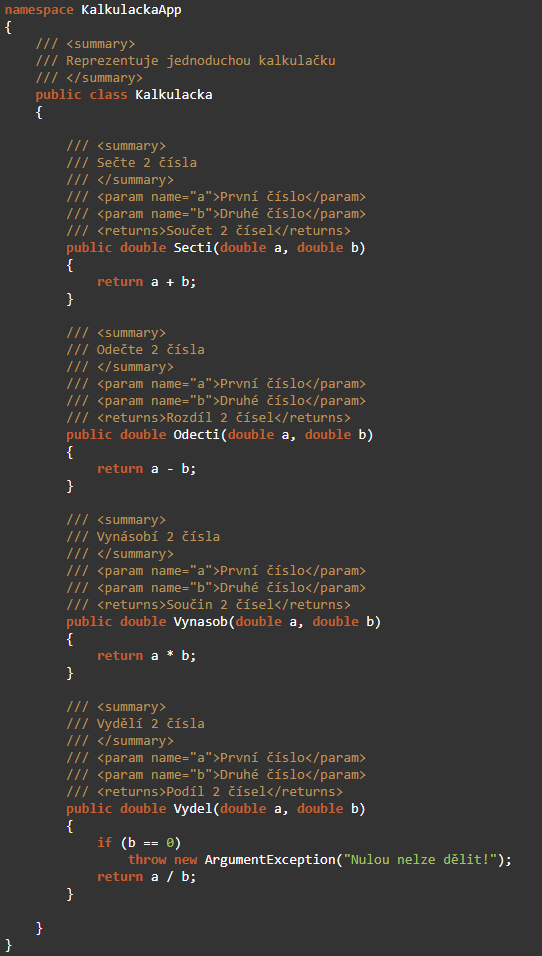 namespace KalkulackaApp
{
    /// <summary>
    /// Reprezentuje jednoduchou kalkulačku
    /// </summary>
    public class Kalkulacka
    {

        /// <summary>
        /// Sečte 2 čísla
        /// </summary>
        /// <param name="a">První číslo</param>
        /// <param name="b">Druhé číslo</param>
        /// <returns>Součet 2 čísel</returns>
        public double Secti(double a, double b)
        {
            return a + b;
        }

        /// <summary>
        /// Odečte 2 čísla
        /// </summary>
        /// <param name="a">První číslo</param>
        /// <param name="b">Druhé číslo</param>
        /// <returns>Rozdíl 2 čísel</returns>
        public double Odecti(double a, double b)
        {
            return a - b;
        }

        /// <summary>
        /// Vynásobí 2 čísla
        /// </summary>
        /// <param name="a">První číslo</param>
        /// <param name="b">Druhé číslo</param>
        /// <returns>Součin 2 čísel</returns>
        public double Vynasob(double a, double b)
        {
            return a * b;
        }

        /// <summary>
        /// Vydělí 2 čísla
        /// </summary>
        /// <param name="a">První číslo</param>
        /// <param name="b">Druhé číslo</param>
        /// <returns>Podíl 2 čísel</returns>
        public double Vydel(double a, double b)
        {
            if (b == 0)
                throw new ArgumentException("Nulou nelze dělit!");
            return a / b;
        }

    }
}